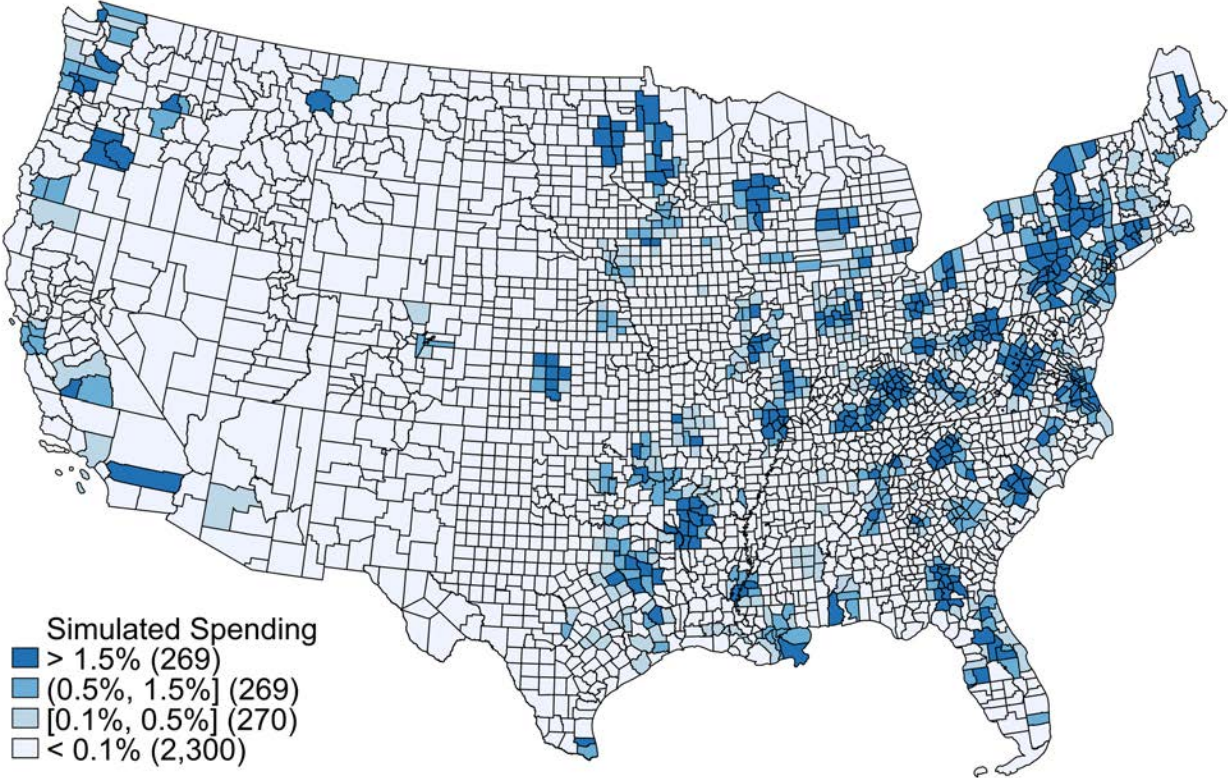 Simulated Spending
> 1.5% (269)
(0.5%, 1.5%] (269)
[0.1%, 0.5%] (270)
< 0.1% (2,300)